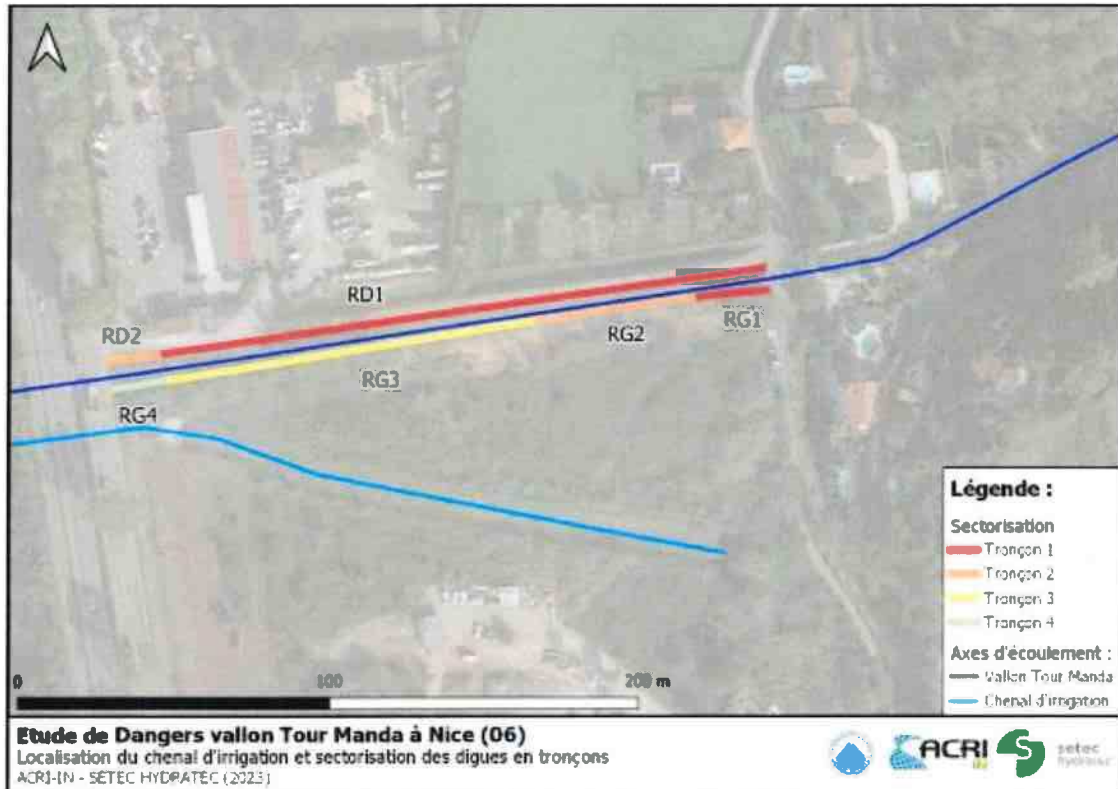 RD1
RD2
RG1
RG2
RG3
RG4
Légende :
Sectorisation
Tronçon 1
Tronçon 2
Tronçon 3
Tronçon 4
Axes d'écoulement :
Vallon Tour Manda
Chenal d'irrigation
0 100 200 m
Etude de Dangers vallon Tour Manda à Nice (06)
Localisation du chenal d'irrigation et sectorisation des digues en tronçons
ACRI-IN - SETEC HYDRATEC (2023)
ACRI
IN
setec
hydratec